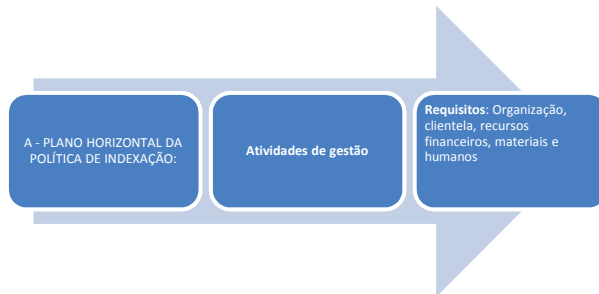 A - PLANO HORIZONTAL DA
POLÍTICA DE INDEXAÇÃO:
Atividades de gestão
Requisitos: Organização,
clientela, recursos
financeiros, materiais e
humanos